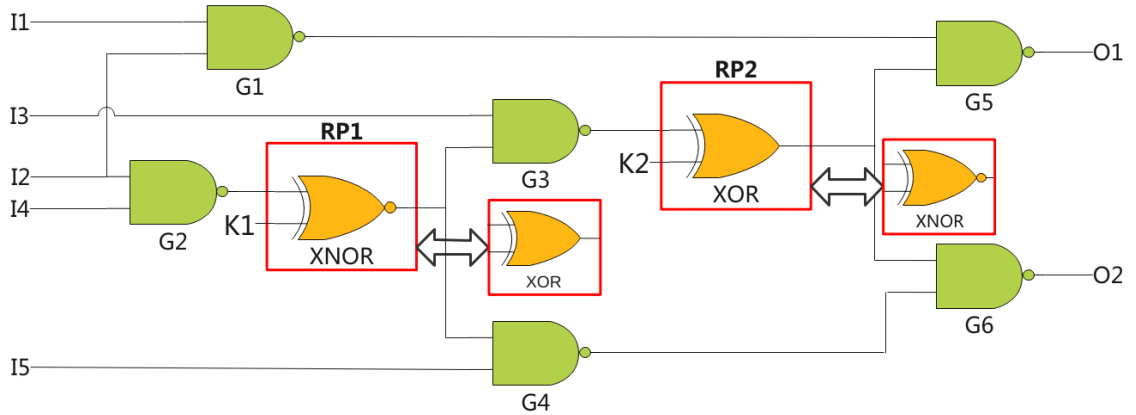 I1
G1
RP2
O1
G5
I3
RP1
K2
G3
XOR
I2
I4
G2
K1
XNOR
XNOR
XOR
O2
G6
I5
G4